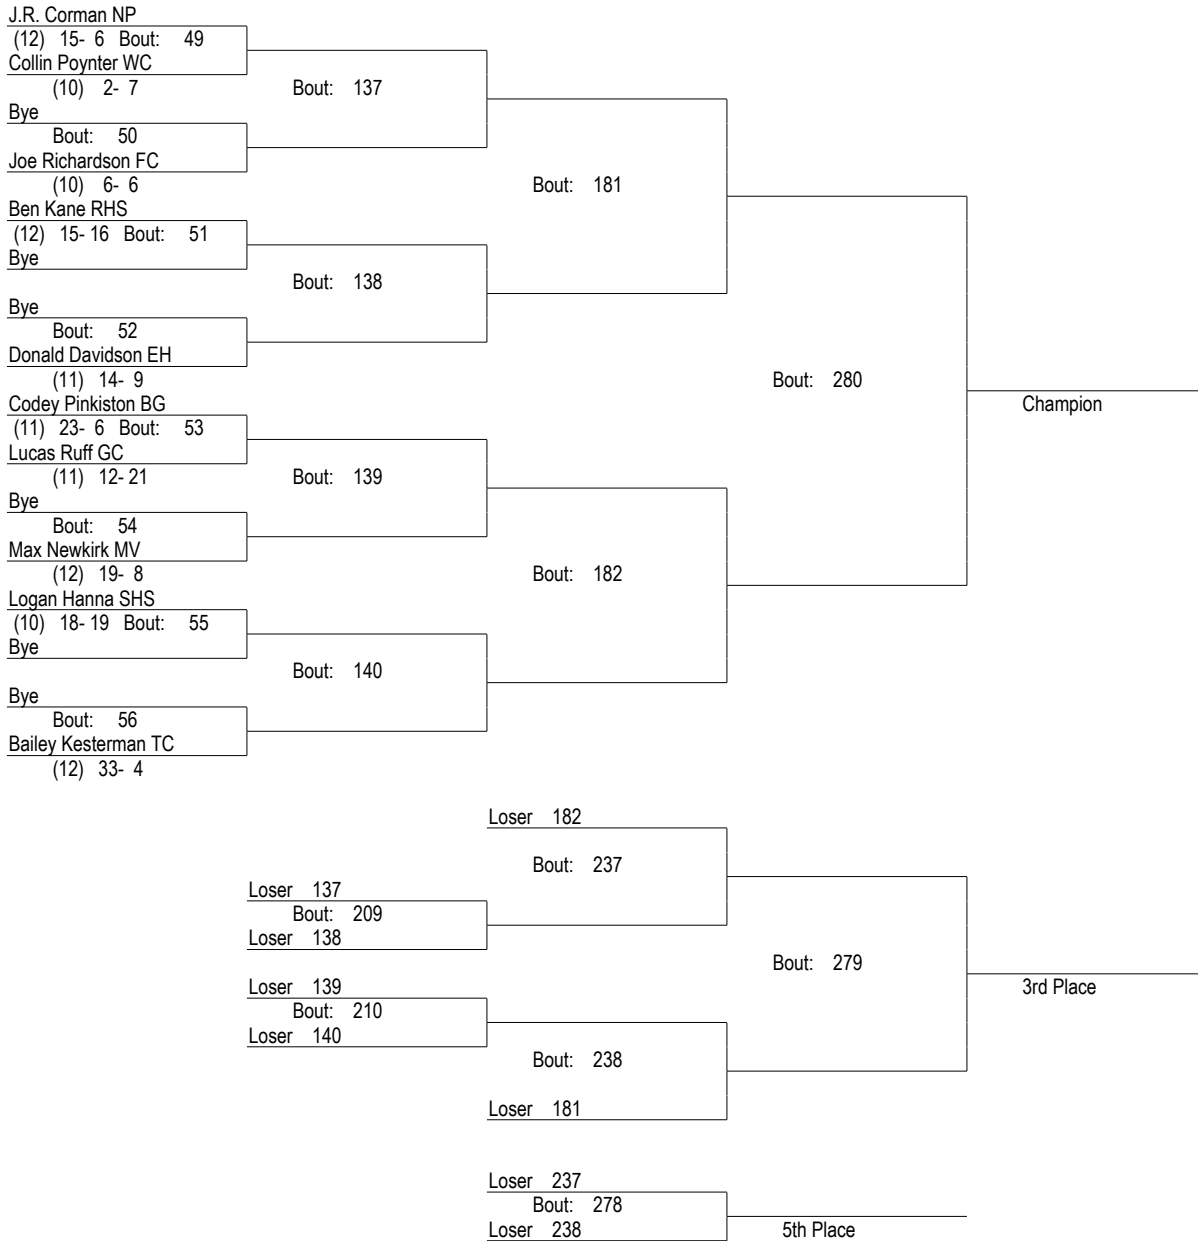 J.R. Corman NP
(12) 15- 6 Bout: 49
Collin Poynter WC
(10) 2- 7
Bout: 137
Bye
Bout: 50
Joe Richardson FC
(10) 6- 6
Bout: 181
Ben Kane RHS
(12) 15- 16 Bout: 51
Bye
Bout: 138
Bye
Bout: 52
Donald Davidson EH
(11) 14- 9
Bout: 280
Codey Pinkiston BG
Champion
(11) 23- 6 Bout: 53
Lucas Ruff GC
(11) 12- 21
Bout: 139
Bye
Bout: 54
Max Newkirk MV
(12) 19- 8
Bout: 182
Logan Hanna SHS
(10) 18- 19 Bout: 55
Bye
Bout: 140
Bye
Bout: 56
Bailey Kesterman TC
(12) 33- 4
Loser 182
Bout: 237
Loser 137
Bout: 209
Loser 138
Bout: 279
Loser 139
3rd Place
Bout: 210
Loser 140
Bout: 238
Loser 181
Loser 237
Bout: 278
Loser 238
5th Place